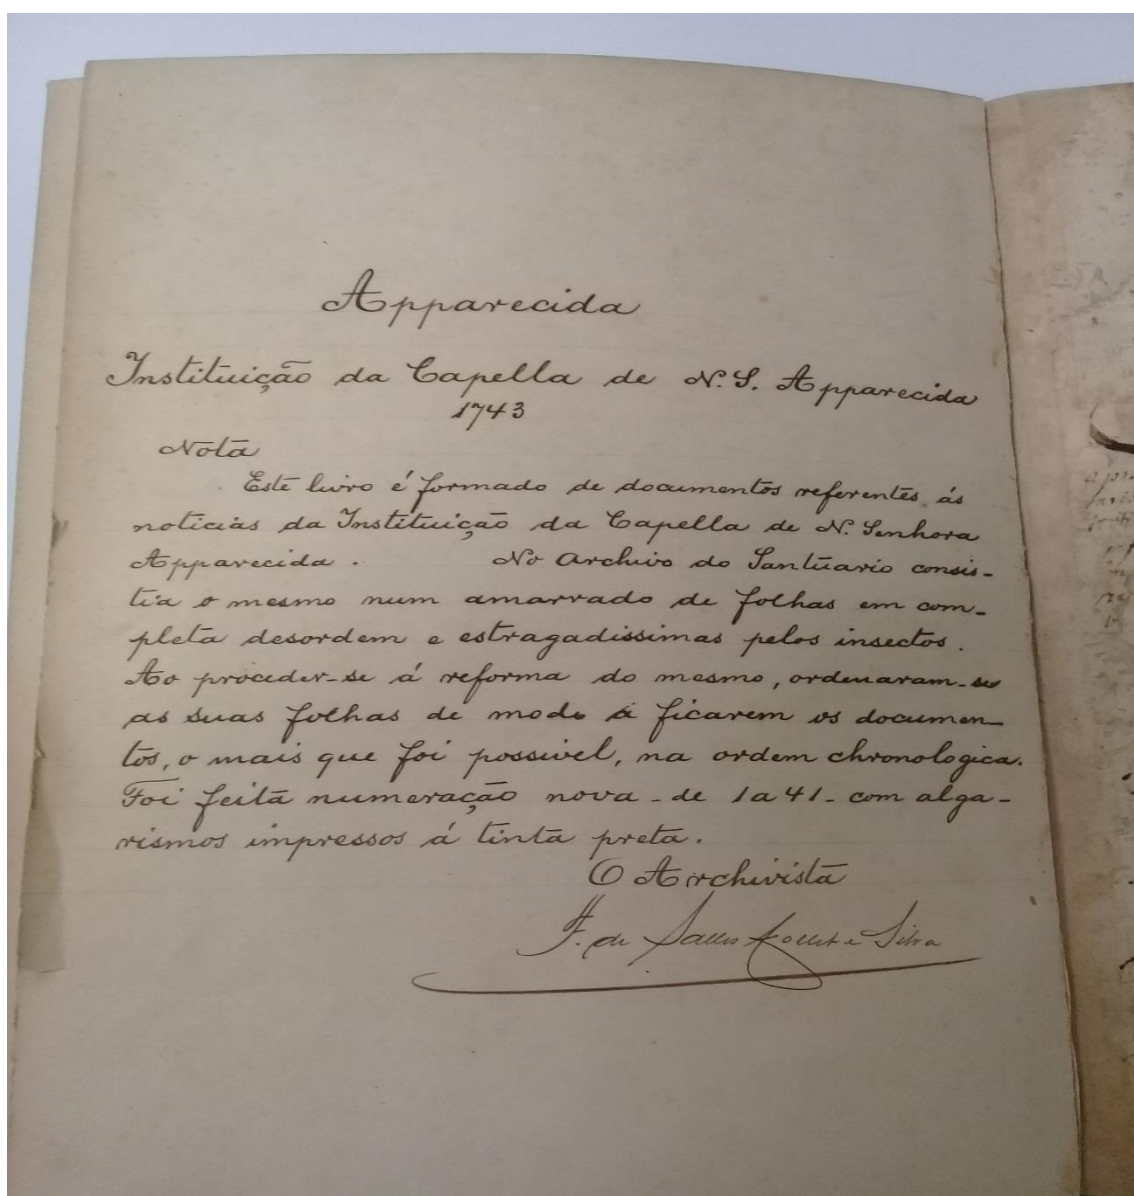 Apparecida
Instituição da Capella de N. S. Apparecida
1743
Nota
Este livro é formado de documentos referentes ás
noticias da Instituição da Capella de N. Senhora
Apparecida. No Archivo do Santuario consis-
tia o mesmo num amarrado de folhas em com-
pleta desordem e estragadissimas pelos insectos.
Ao proceder-se á reforma do mesmo, ordenaram-se
as suas folhas de modo a ficarem os documen-
tos, o mais que foi possivel, na ordem chronologica.
Foi feita numeração nova - de 1 a 41 - com alga-
rismos impressos á tinta preta.
O Archivista
F. de Salles Collet e Silva